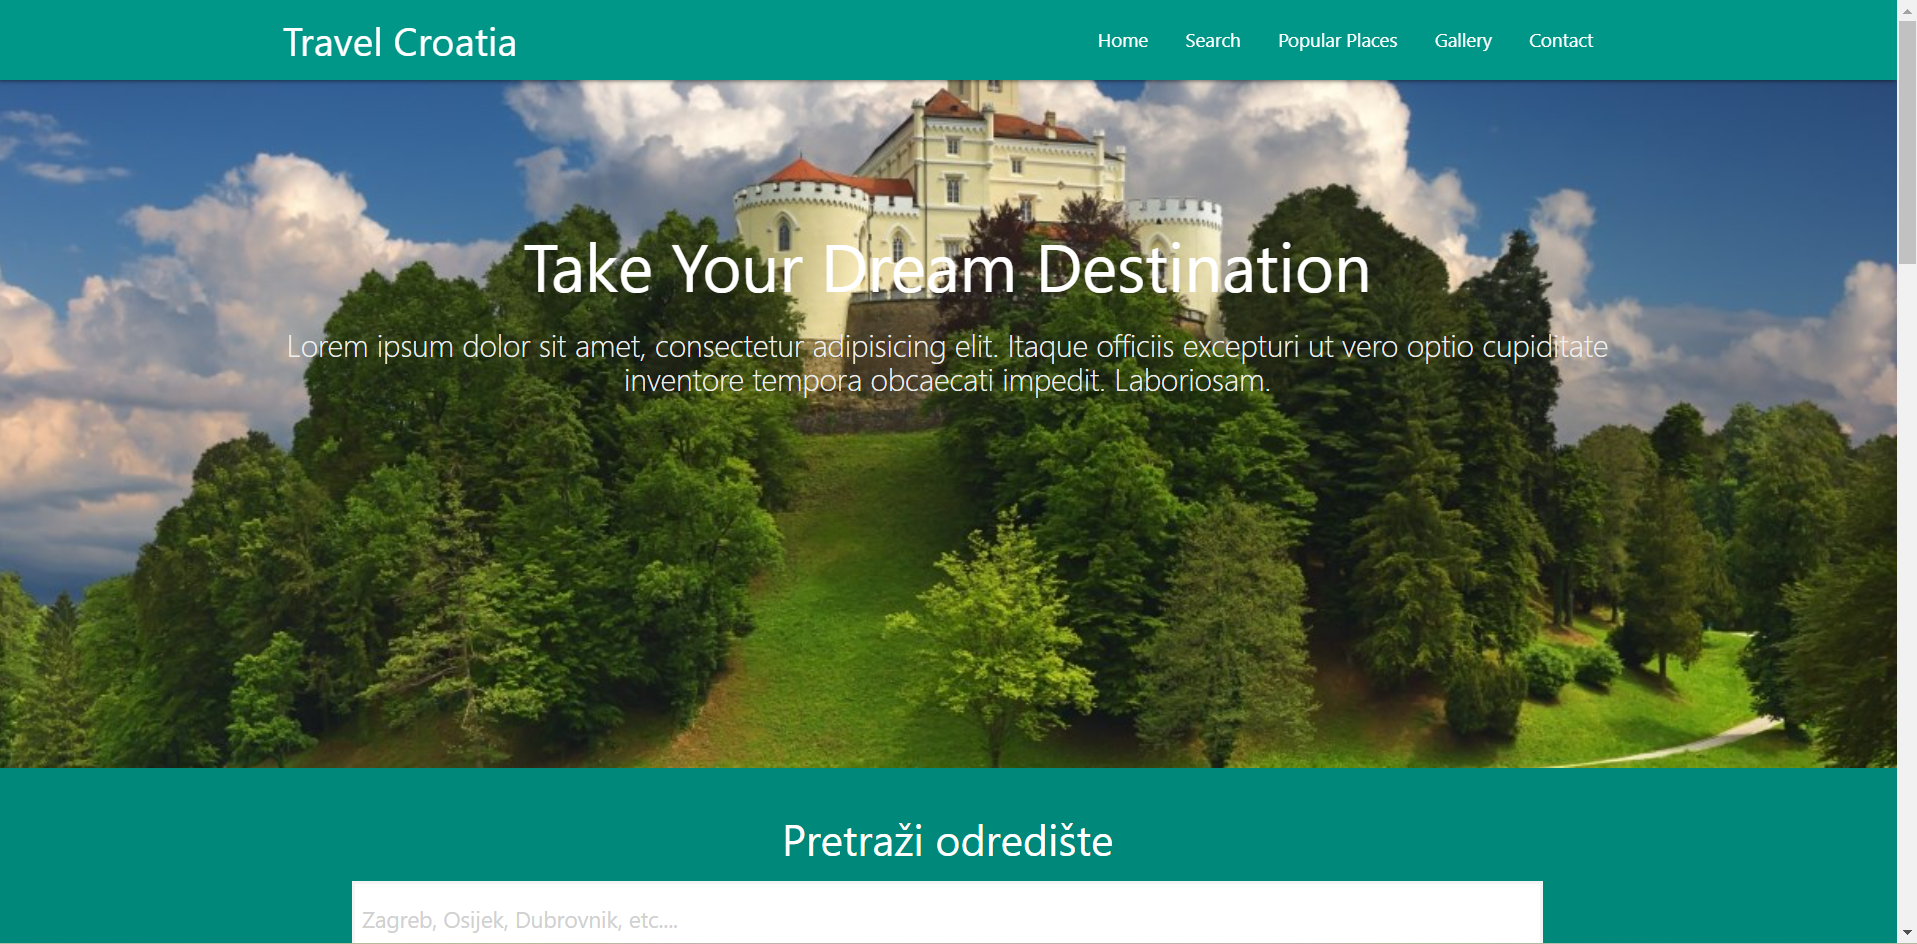 Travel Croatia
Home Search Popular Places Gallery Contact
Take Your Dream Destination
Lorem ipsum dolor sit amet, consectetur adipisicing elit. Itaque officiis excepturi ut vero optio cupiditate
inventore tempora obcaecati impedit. Laboriosam.
Pretraži odredište
Zagreb, Osijek, Dubrovnik, etc....